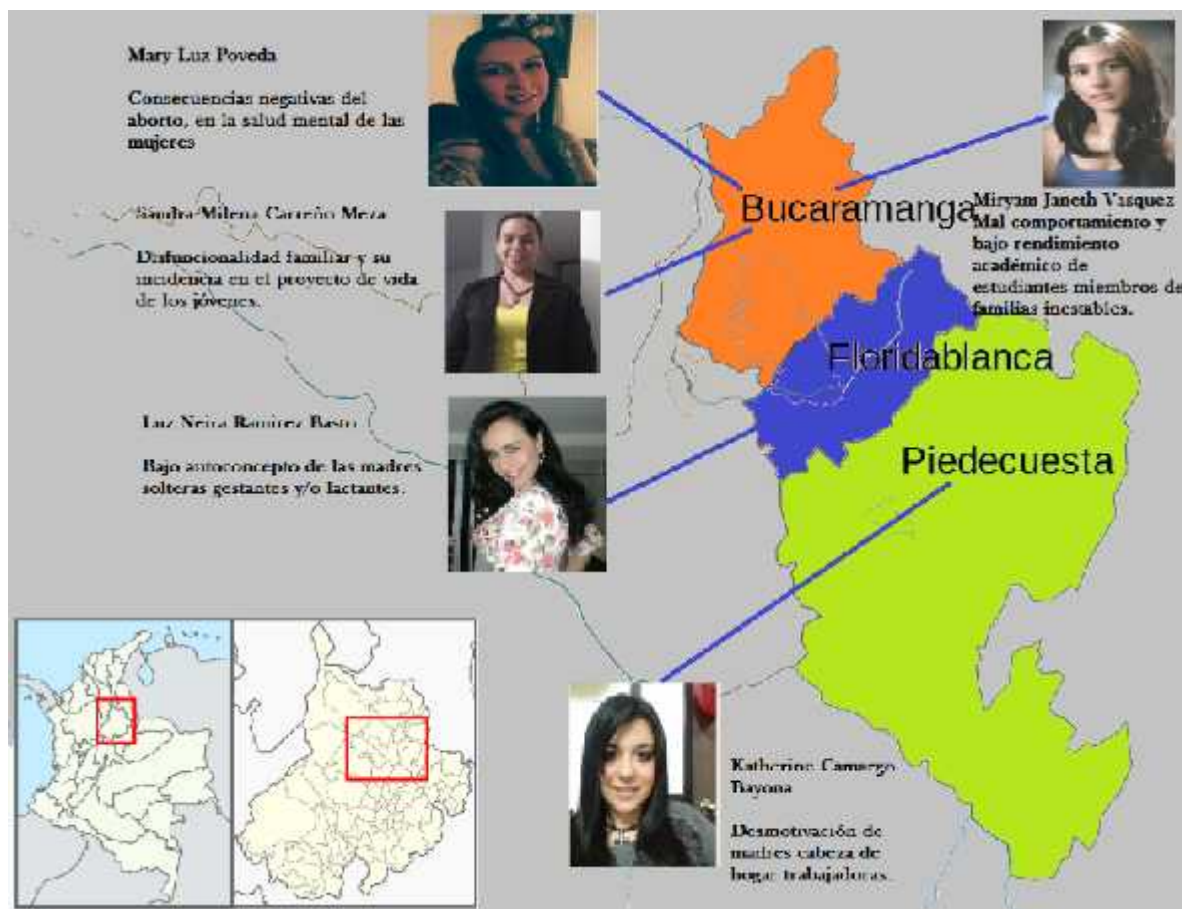 Mary Luz Poveda
Consecuencias negativas del
aborto, en la salud mental de las
mujeres
Sandra Milena Carreño Meza
Disfuncionalidad familiar y su
incidencia en el proyecto de vida
de los jóvenes.
Luz Neira Ramirez Basto
Bajo autoconcepto de las madres
solteras gestantes y/o lactantes.
Bucaramanga
Miryam Janeth Vasquez
Mal comportamiento y
bajo rendimiento
académico de
estudiantes miembros de
familias inestables.
Floridablanca
Piedecuesta
Katherine Camargo
Bayona
Desmotivación de
madres cabeza de
hogar trabajadoras.